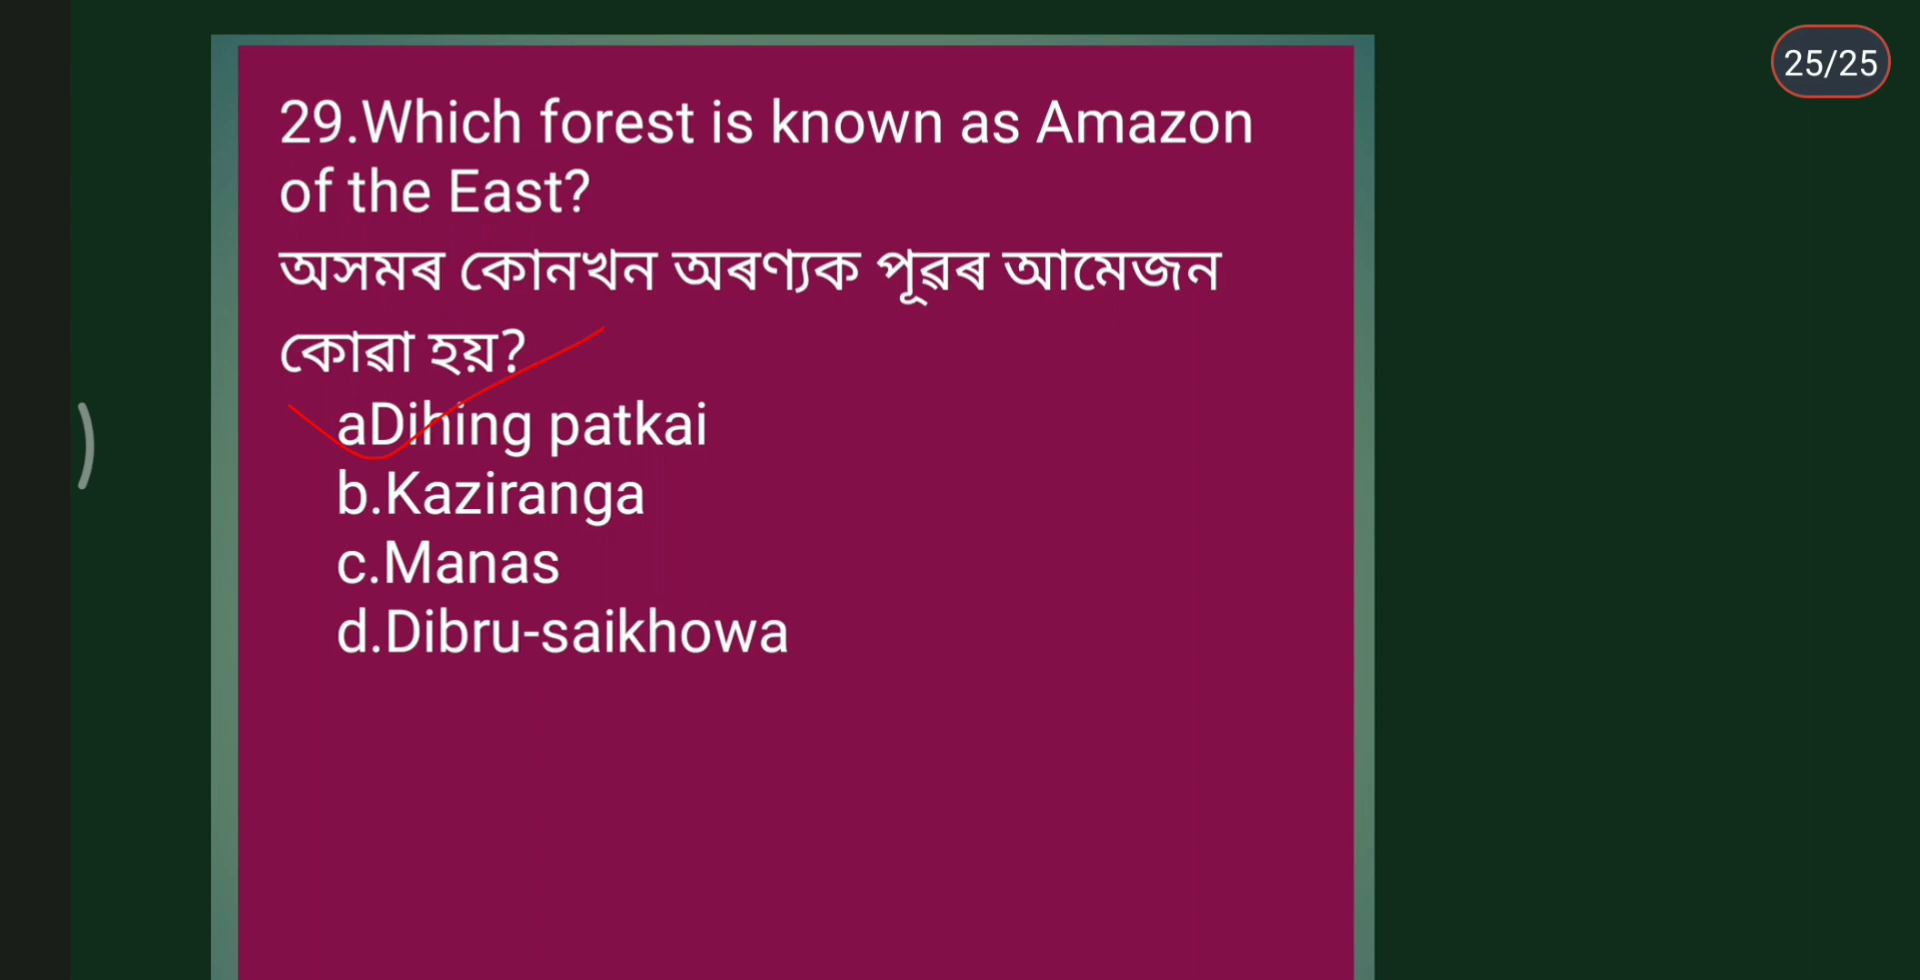 25/25
29.Which forest is known as Amazon
of the East?
অসমৰ কোনখন অৰণ্যক পূৱৰ আমেজন
কোৱা হয়?
aDihing patkai
b.Kaziranga
c.Manas
d.Dibru-saikhowa